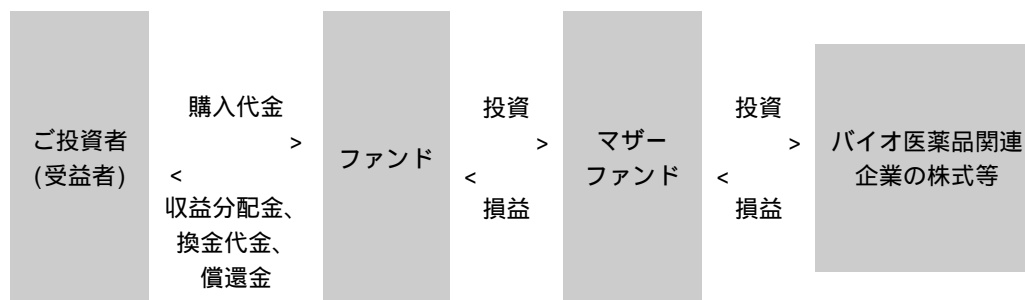 ご投資者
(受益者)
購入代金
>
<
収益分配金、
換金代金、
償還金
ファンド
投資
>
<
損益
マザー
ファンド
投資
>
<
損益
バイオ医薬品関連
企業の株式等